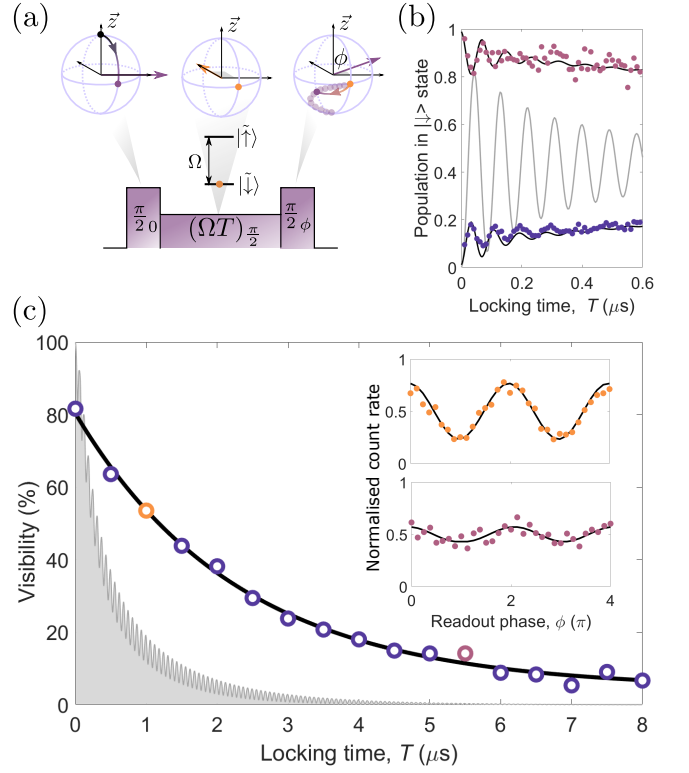 (a)
z⃗
z⃗
z⃗
ϕ
Ω
|↑̃⟩
|↓̃⟩
π/2 0
(ΩT) π/2
π/2 ϕ
(b)
Population in |↓> state
1
0.8
0.6
0.4
0.2
0
0 0.2 0.4 0.6
Locking time, T (μs)
(c)
Visibility (%)
100
80
60
40
20
0
0 1 2 3 4 5 6 7 8
Locking time, T (μs)
Normalised count rate
1
0.5
0
1
0.5
0
0 2 4
Readout phase, ϕ (π)